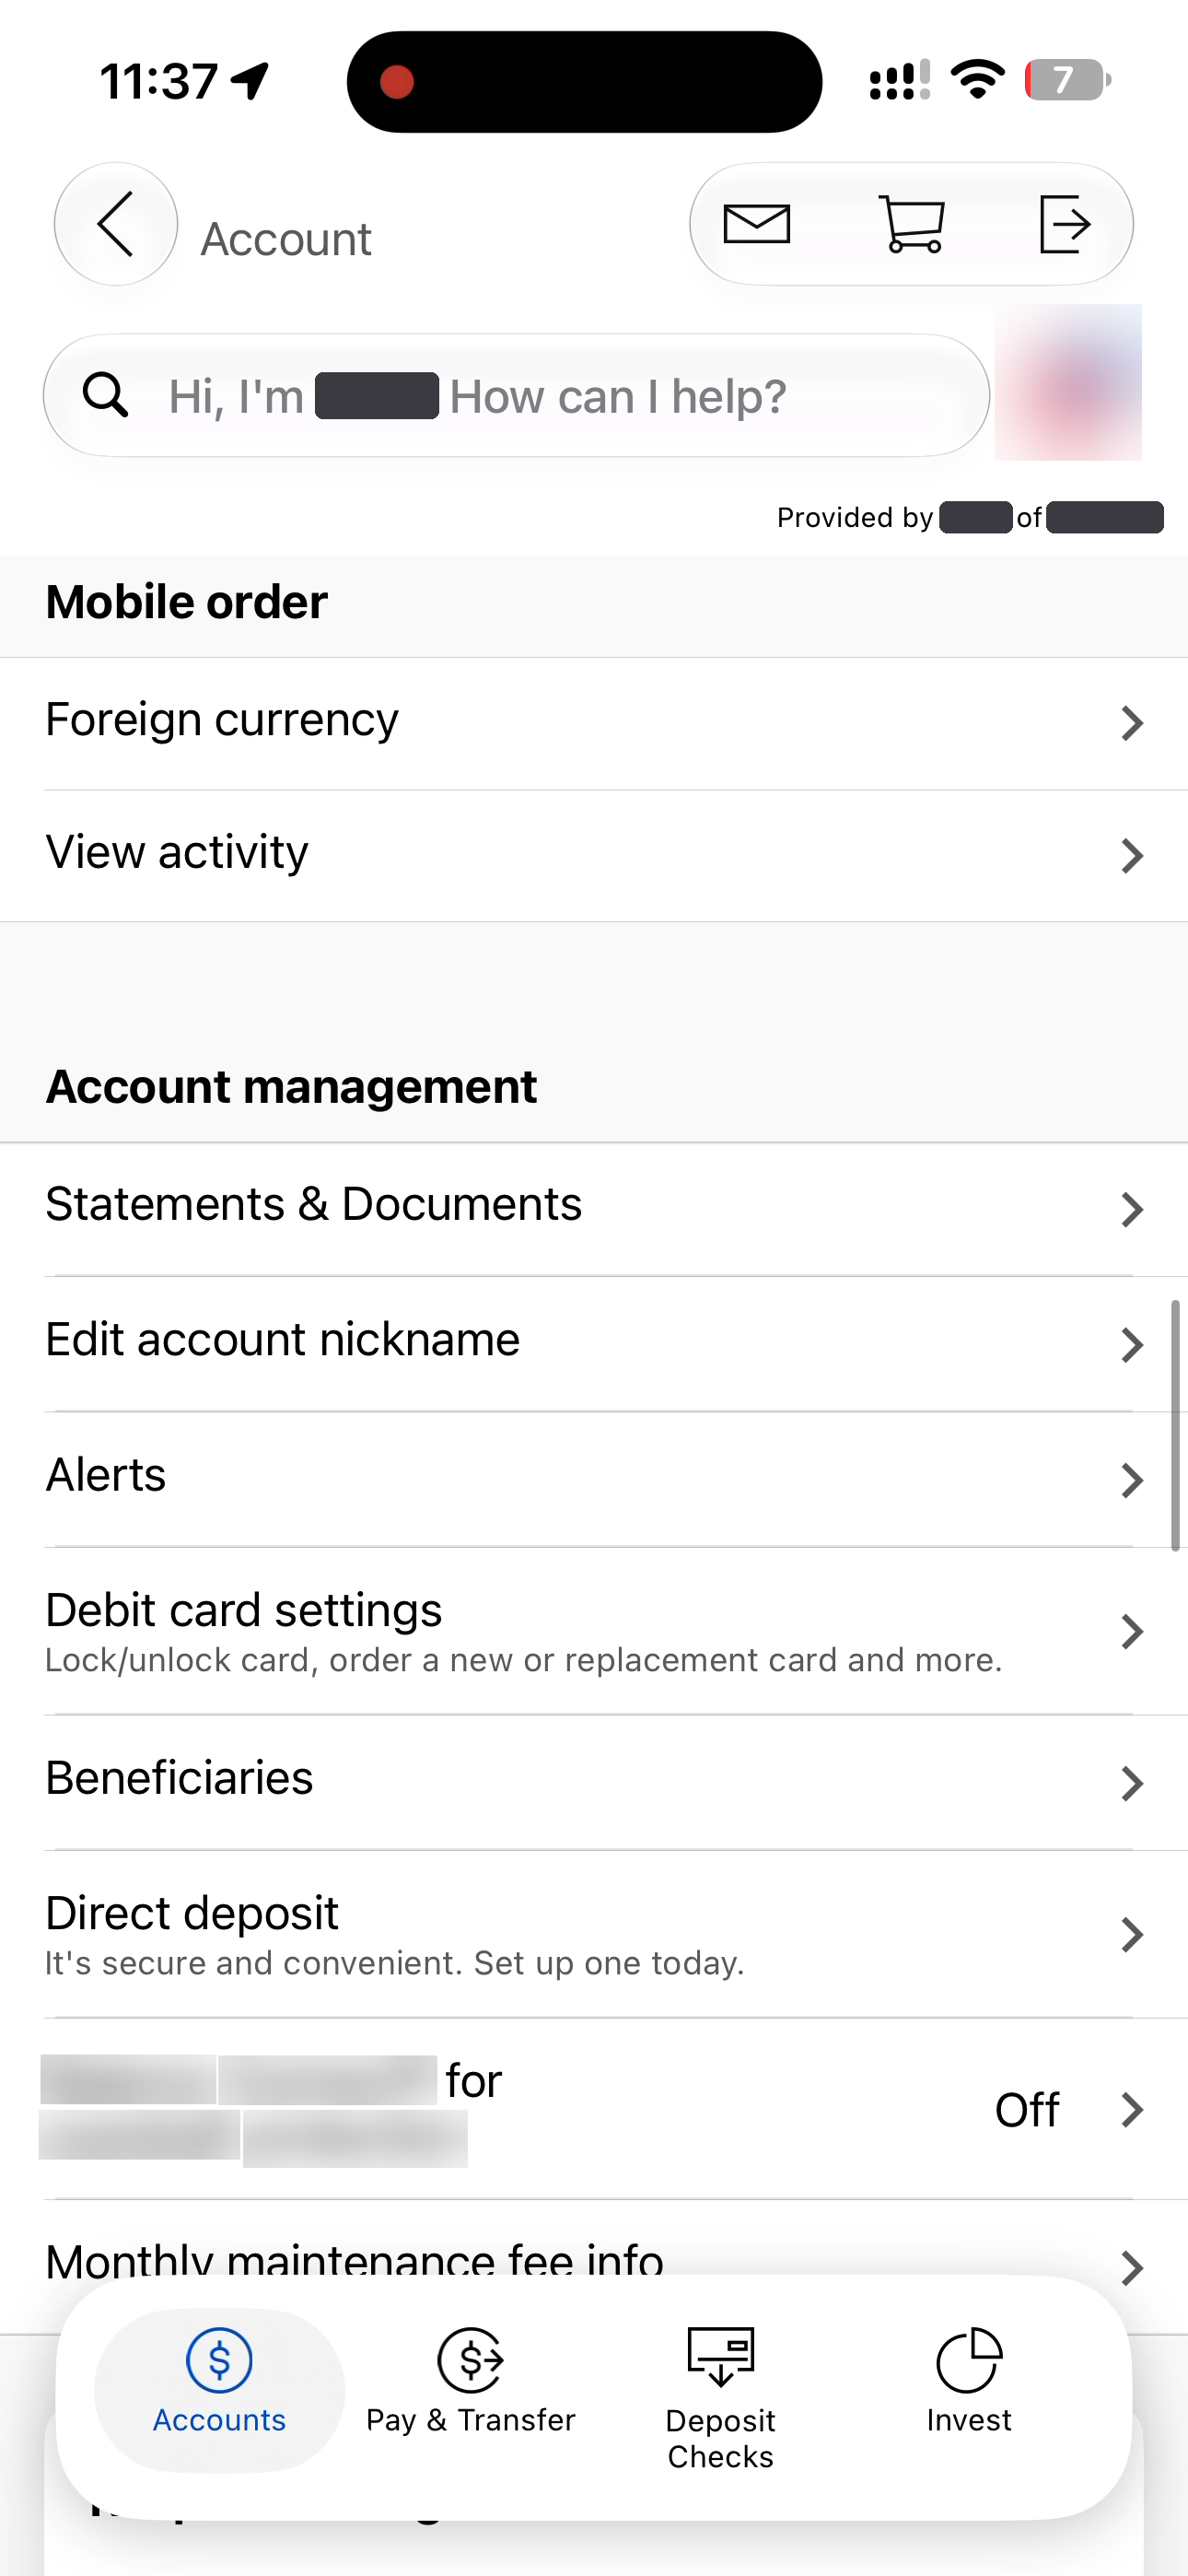 11:37
7
Account
Hi, I'm How can I help?
Provided by of
Mobile order
Foreign currency
View activity
Account management
Statements & Documents
Edit account nickname
Alerts
Debit card settings
Lock/unlock card, order a new or replacement card and more.
Beneficiaries
Direct deposit
It's secure and convenient. Set up one today.
for
Off
Monthly maintenance fee info
Accounts
Pay & Transfer
Deposit
Checks
Invest